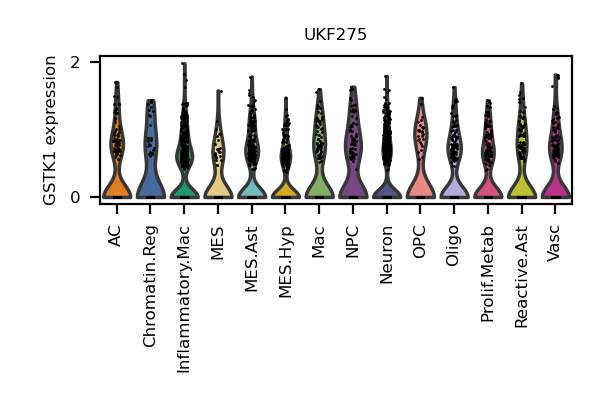 UKF275
GSTK1 expression
2
0
AC
Chromatin.Reg
Inflammatory.Mac
MES
MES.Ast
MES.Hyp
Mac
NPC
Neuron
OPC
Oligo
Prolif.Metab
Reactive.Ast
Vasc